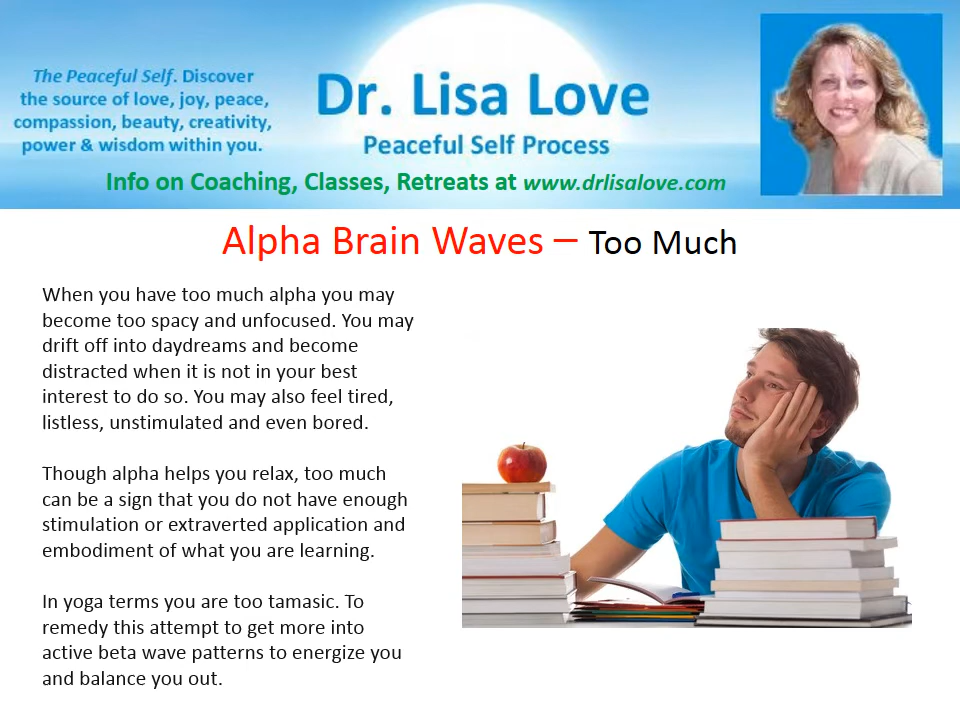 The Peaceful Self. Discover
the source of love, joy, peace,
compassion, beauty, creativity,
power & wisdom within you.
Dr. Lisa Love
Peaceful Self Process
Info on Coaching, Classes, Retreats at www.drlisalove.com
Alpha Brain Waves – Too Much
When you have too much alpha you may
become too spacy and unfocused. You may
drift off into daydreams and become
distracted when it is not in your best
interest to do so. You may also feel tired,
listless, unstimulated and even bored.
Though alpha helps you relax, too much
can be a sign that you do not have enough
stimulation or extraverted application and
embodiment of what you are learning.
In yoga terms you are too tamasic. To
remedy this attempt to get more into
active beta wave patterns to energize you
and balance you out.